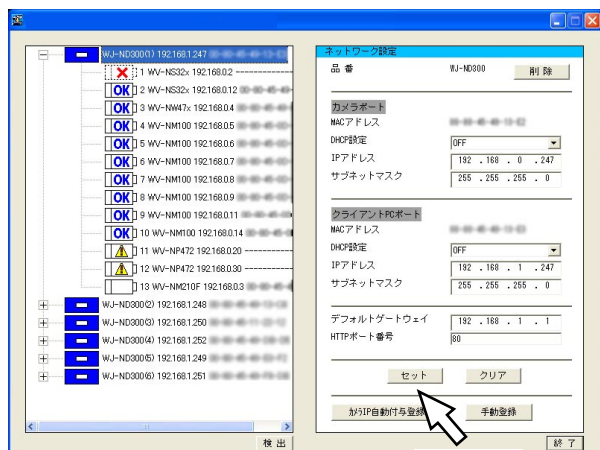 WJ-ND300(1) 192.168.1.247
1 WV-NS32x 192.168.0.2 -----------
OK 2 WV-NS32x 192.168.0.12
OK 3 WV-NW47x 192.168.0.4
OK 4 WV-NM100 192.168.0.5
OK 5 WV-NM100 192.168.0.6
OK 6 WV-NM100 192.168.0.7
OK 7 WV-NM100 192.168.0.8
OK 8 WV-NM100 192.168.0.9
OK 9 WV-NM100 192.168.0.11
OK 10 WV-NM100 192.168.0.14
11 WV-NP472 192.168.0.20 -----------
12 WV-NP472 192.168.0.30 -----------
13 WV-NM210F 192.168.0.3
WJ-ND300(2) 192.168.1.248
WJ-ND300(3) 192.168.1.250
WJ-ND300(4) 192.168.1.252
WJ-ND300(5) 192.168.1.249
WJ-ND300(6) 192.168.1.251
検 出
ネットワーク設定
品 番 WJ-ND300 削 除
カメラポート
MACアドレス
DHCP設定 OFF
IPアドレス 192 .168 . 0 .247
サブネットマスク 255 .255 .255 . 0
クライアントPCポート
MACアドレス
DHCP設定 OFF
IPアドレス 192 .168 . 1 .247
サブネットマスク 255 .255 .255 . 0
デフォルトゲートウェイ 192 .168 . 1 . 1
HTTPポート番号 80
セット クリア
ｶﾒﾗIP自動付与登録 手動登録
終 了